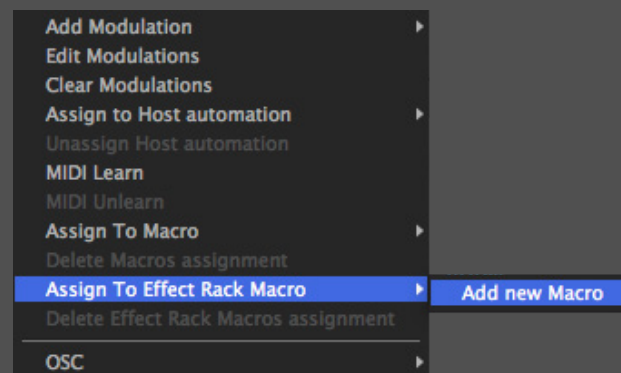 Add Modulation
Edit Modulations
Clear Modulations
Assign to Host automation
Unassign Host automation
MIDI Learn
MIDI Unlearn
Assign To Macro
Delete Macros assignment
Assign To Effect Rack Macro
Add new Macro
Delete Effect Rack Macros assignment
OSC